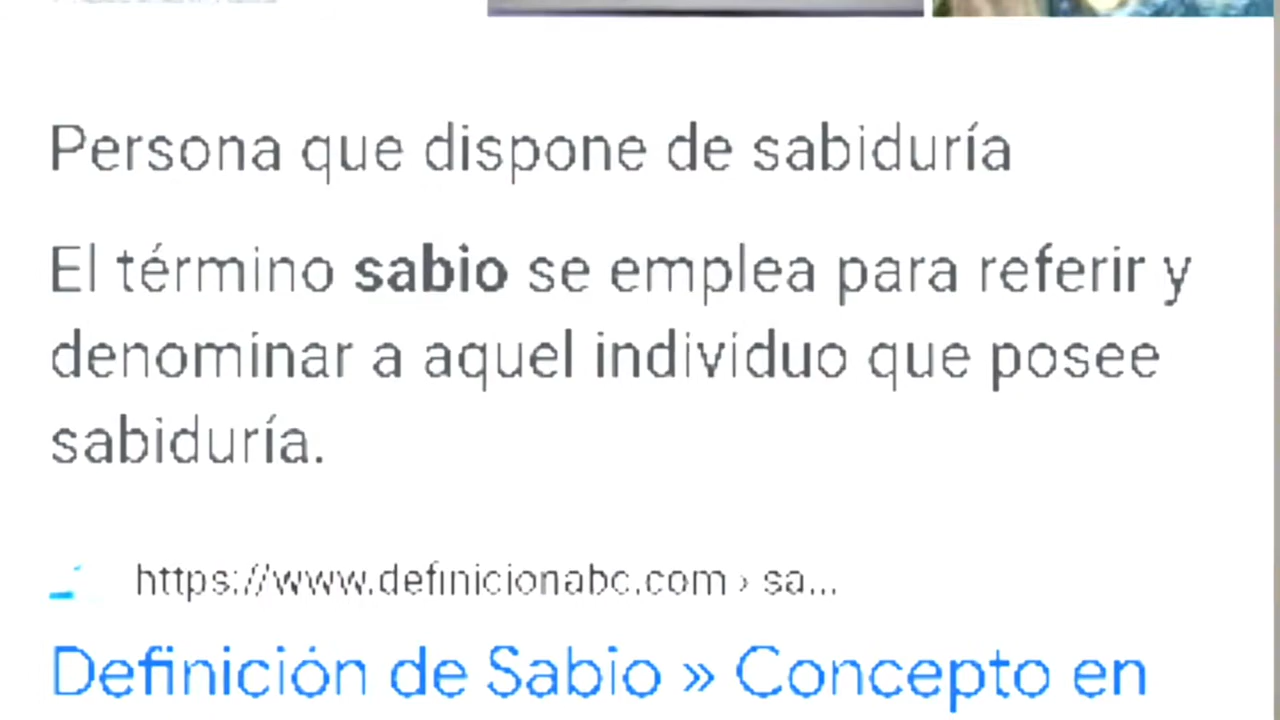 Persona que dispone de sabiduría
El término sabio se emplea para referir y
denominar a aquel individuo que posee
sabiduría.
https://www.definicionabc.com › sa...
Definición de Sabio » Concepto en